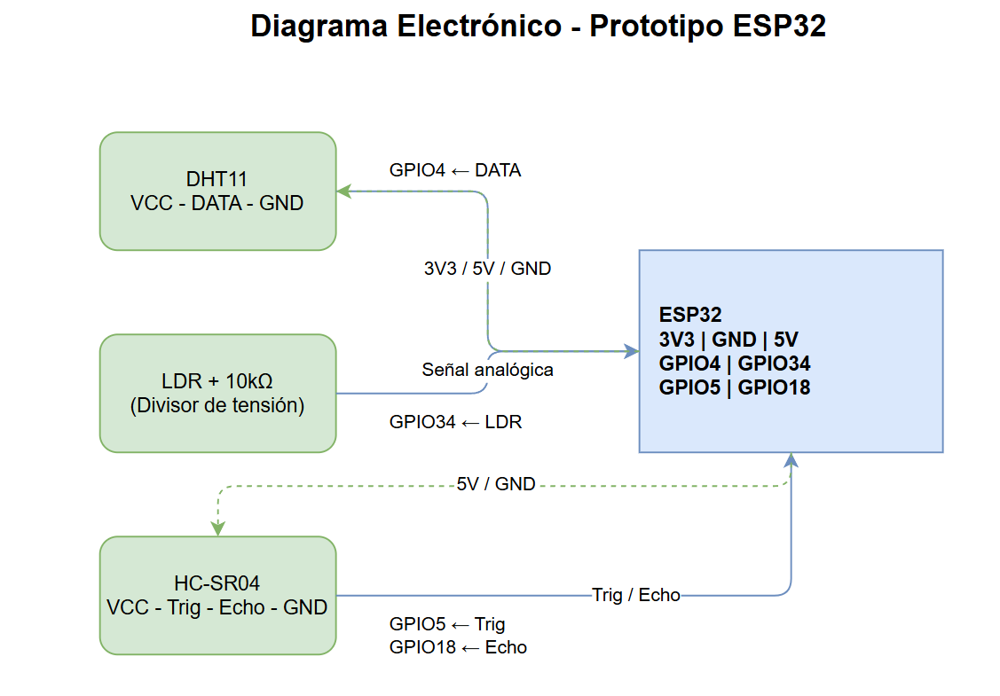 Diagrama Electrónico - Prototipo ESP32
DHT11
VCC - DATA - GND
GPIO4 ← DATA
3V3 / 5V / GND
ESP32
3V3 | GND | 5V
GPIO4 | GPIO34
GPIO5 | GPIO18
LDR + 10kΩ
(Divisor de tensión)
Señal analógica
GPIO34 ← LDR
5V / GND
HC-SR04
VCC - Trig - Echo - GND
Trig / Echo
GPIO5 ← Trig
GPIO18 ← Echo